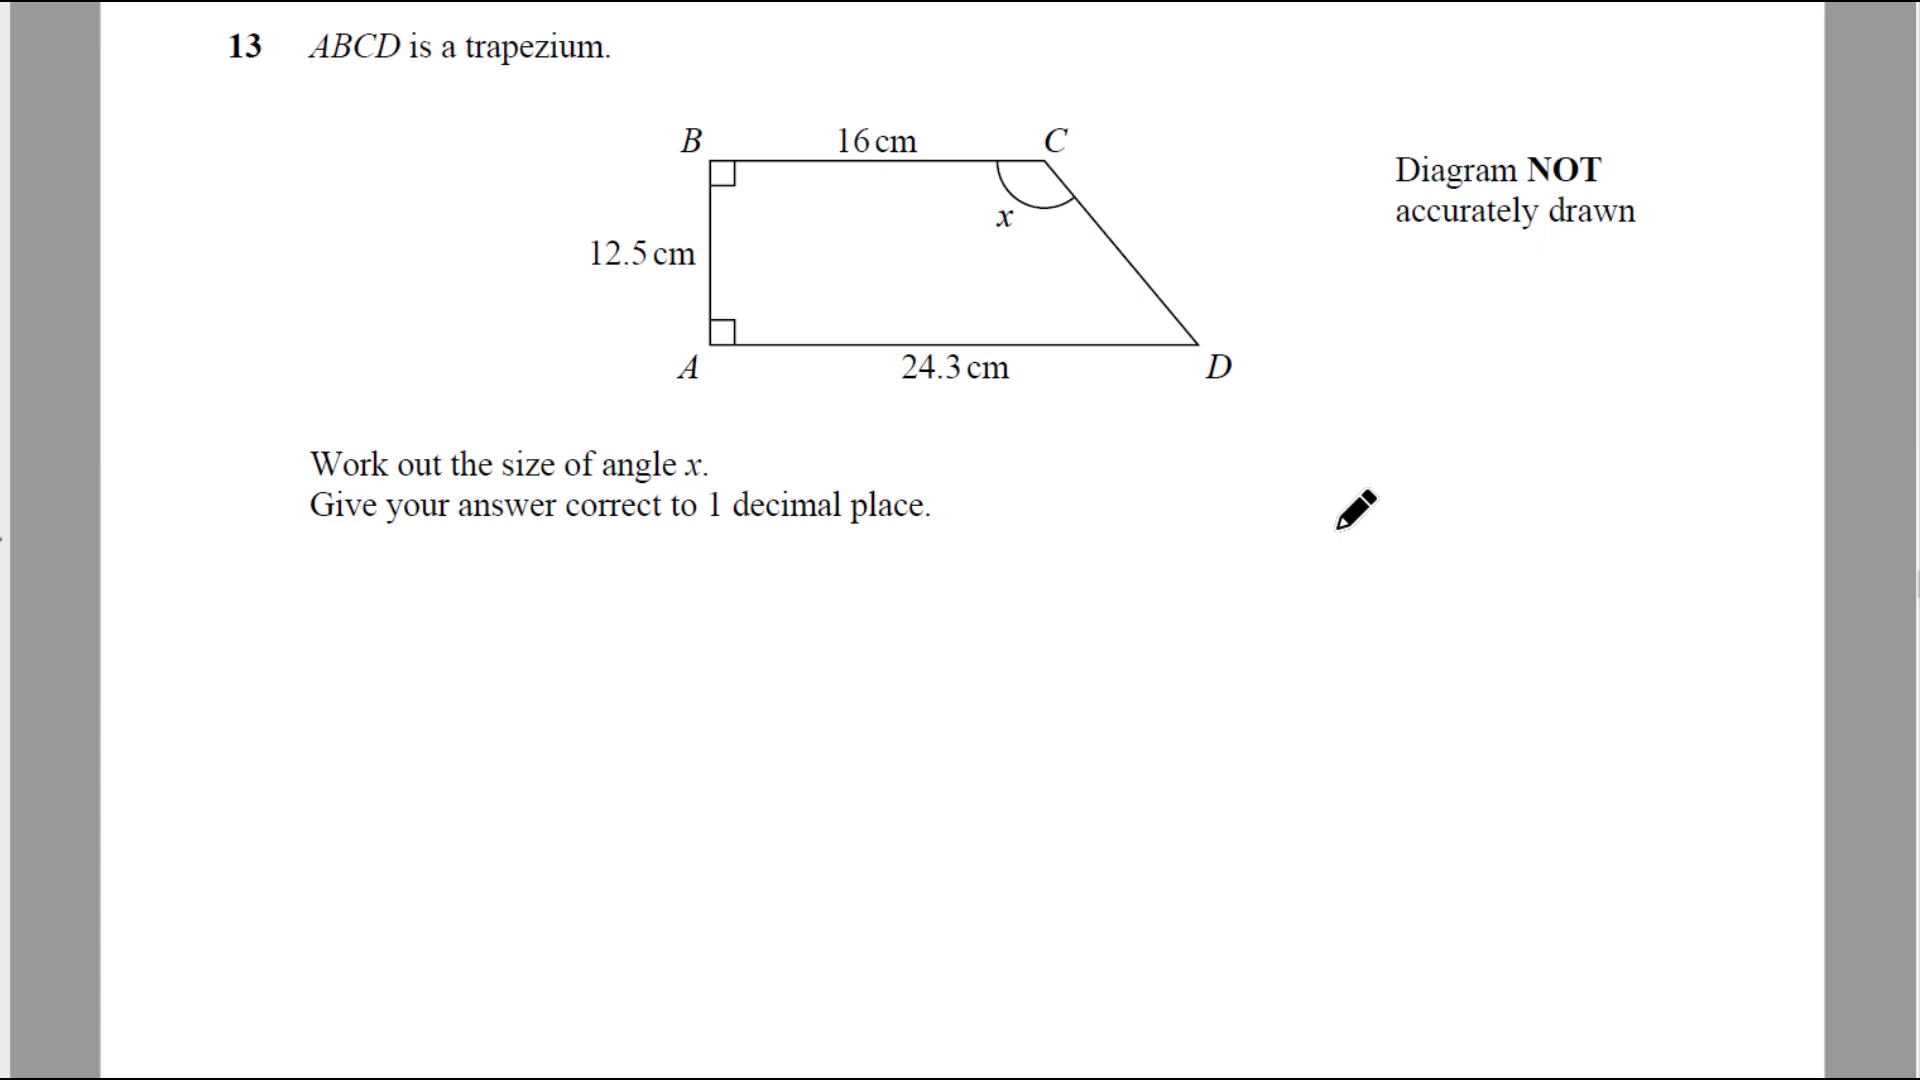 13 ABCD is a trapezium.
B 16 cm C
Diagram NOT
accurately drawn
x
12.5 cm
A 24.3 cm D
Work out the size of angle x.
Give your answer correct to 1 decimal place.